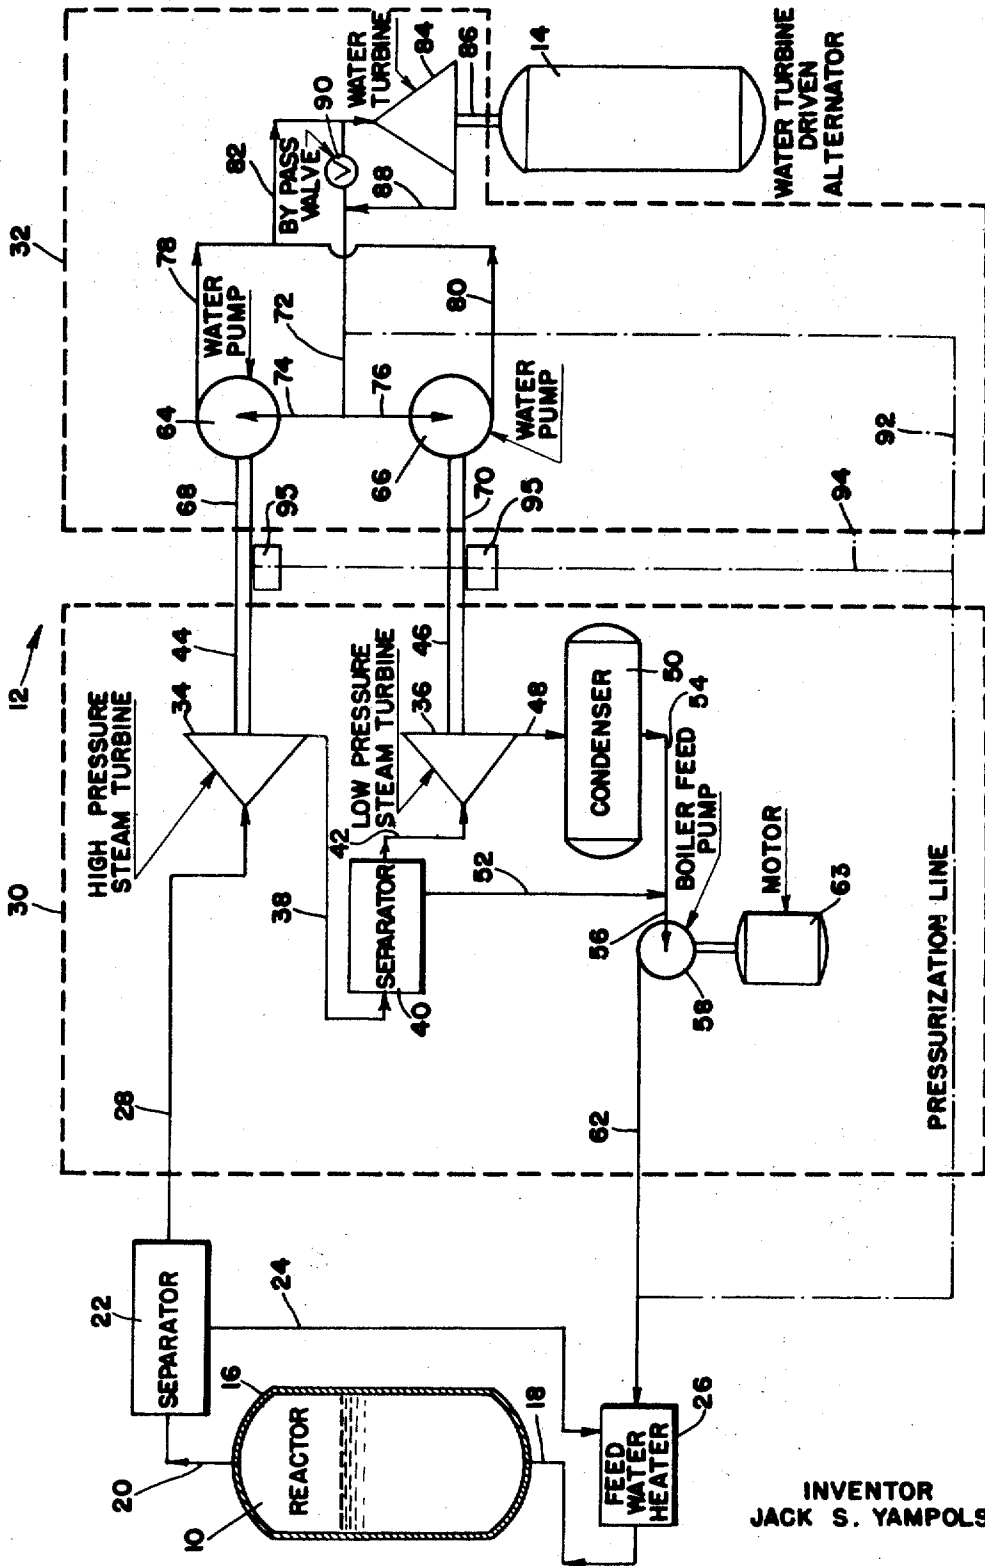 12
30
32
HIGH PRESSURE
STEAM TURBINE
28
34
44
68
95
64
WATER
PUMP
78
82
BY PASS
VALVE
90
WATER
TURBINE
84
86
14
WATER TURBINE
DRIVEN
ALTERNATOR
88
72
74
76
80
66
WATER
PUMP
70
95
46
LOW PRESSURE
STEAM TURBINE
36
48
42
38
SEPARATOR
40
52
CONDENSER
50
54
BOILER FEED
PUMP
56
58
MOTOR
63
62
22
SEPARATOR
24
20
16
REACTOR
10
18
FEED
WATER
HEATER
26
PRESSURIZATION LINE
92
94
INVENTOR
JACK S. YAMPOLS